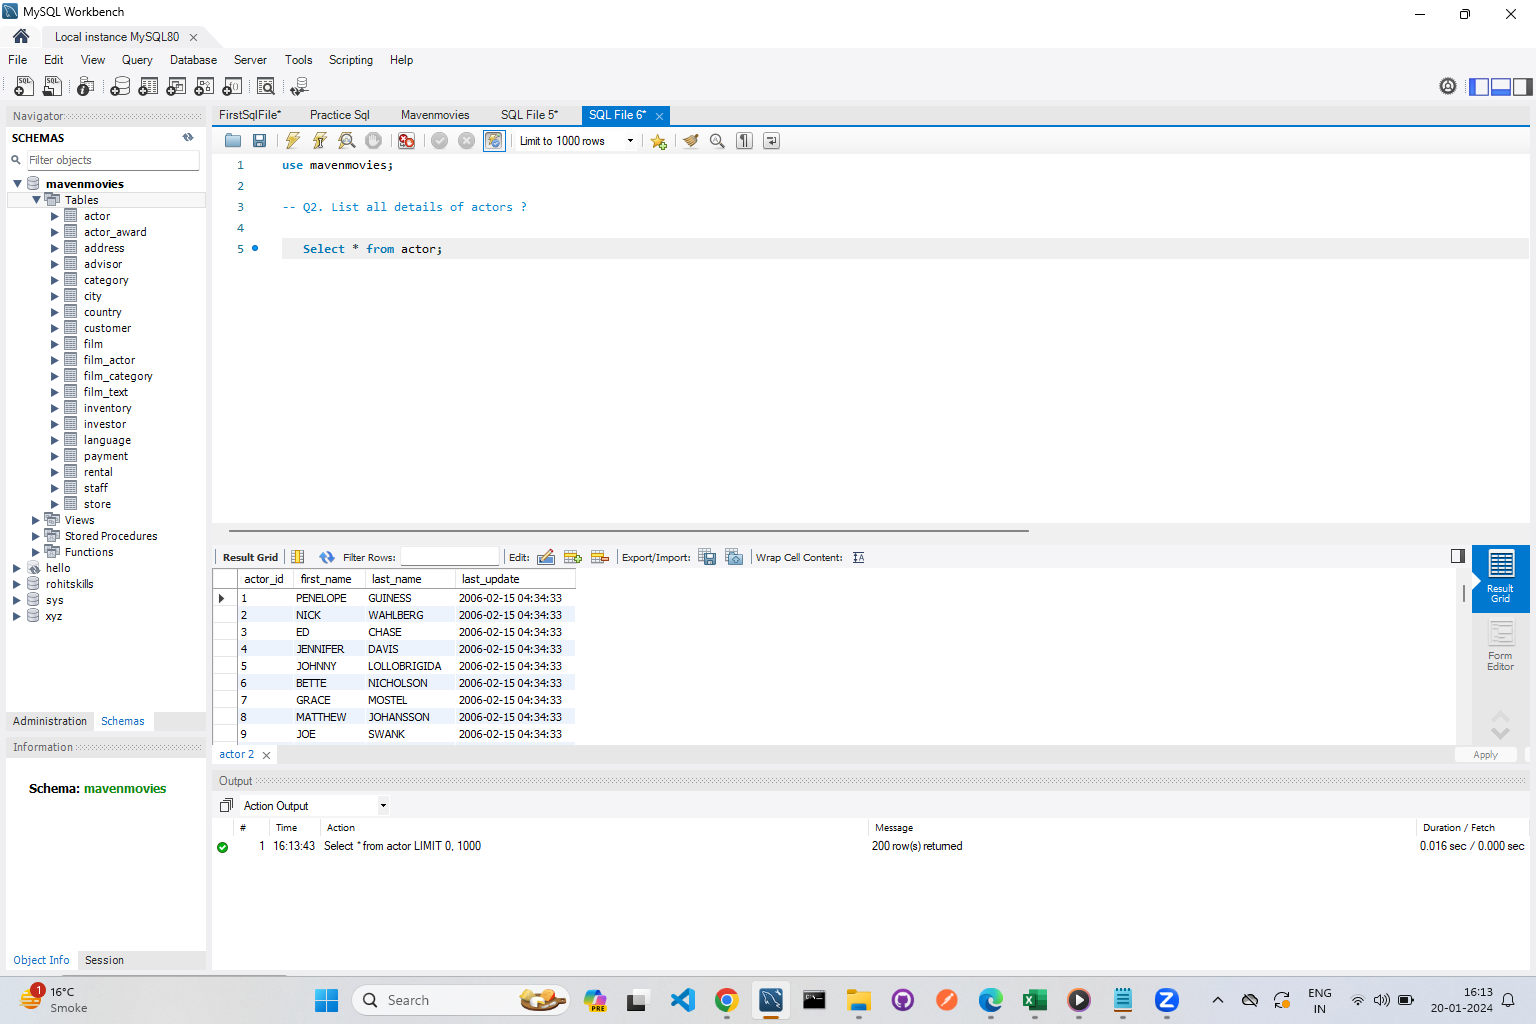 MySQL Workbench
Local instance MySQL80
File Edit View Query Database Server Tools Scripting Help
Navigator
SCHEMAS
Filter objects
mavenmovies
Tables
actor
actor_award
address
advisor
category
city
country
customer
film
film_actor
film_category
film_text
inventory
investor
language
payment
rental
staff
store
Views
Stored Procedures
Functions
hello
rohitskills
sys
xyz
Administration Schemas
Information
Schema: mavenmovies
Object Info Session
FirstSqlFile* Practice Sql Mavenmovies SQL File 5* SQL File 6*
Limit to 1000 rows
1 use mavenmovies;
2
3 -- Q2. List all details of actors ?
4
5 Select * from actor;
Result Grid Filter Rows: Edit: Export/Import: Wrap Cell Content:
actor_id first_name last_name last_update
1 PENELOPE GUINESS 2006-02-15 04:34:33
2 NICK WAHLBERG 2006-02-15 04:34:33
3 ED CHASE 2006-02-15 04:34:33
4 JENNIFER DAVIS 2006-02-15 04:34:33
5 JOHNNY LOLLOBRIGIDA 2006-02-15 04:34:33
6 BETTE NICHOLSON 2006-02-15 04:34:33
7 GRACE MOSTEL 2006-02-15 04:34:33
8 MATTHEW JOHANSSON 2006-02-15 04:34:33
9 JOE SWANK 2006-02-15 04:34:33
Result
Grid
Form
Editor
actor 2
Apply
Output
Action Output
# Time Action Message Duration / Fetch
1 16:13:43 Select * from actor LIMIT 0, 1000 200 row(s) returned 0.016 sec / 0.000 sec
1
16°C
Smoke
Search
PRE
ENG
IN
16:13
20-01-2024